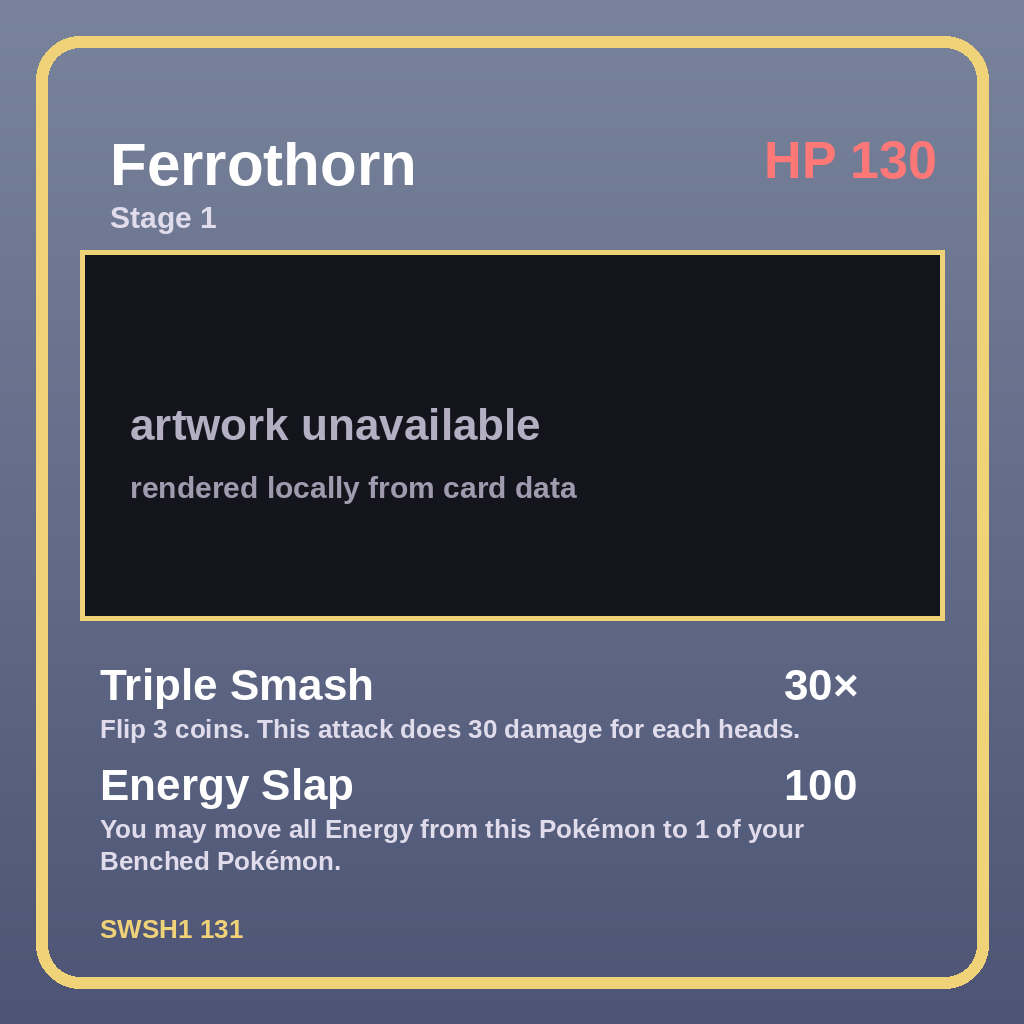 Ferrothorn
HP 130
Stage 1
artwork unavailable
rendered locally from card data
Triple Smash
30×
Flip 3 coins. This attack does 30 damage for each heads.
Energy Slap
100
You may move all Energy from this Pokémon to 1 of your
Benched Pokémon.
SWSH1 131